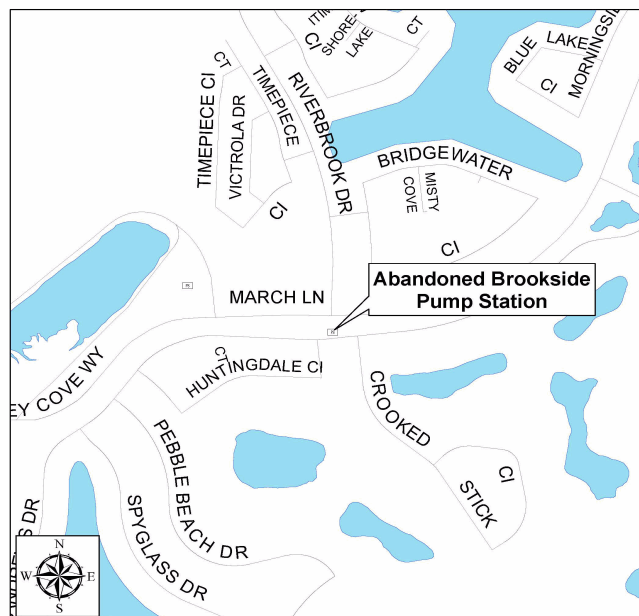 CI
SHORE-
LAKE
CT
BLUE
LAKE
CI
CT
TIMEPIECE
RIVERBROOK DR
TIMEPIECE CI
VICTROLA DR
CI
BRIDGEWATER
MISTY
COVE
CI
Abandoned Brookside
Pump Station
MARCH LN
CT
HUNTINGDALE CI
CROOKED
STICK
CI
PEBBLE BEACH DR
SPYGLASS DR
COVE WY
N
W
E
S